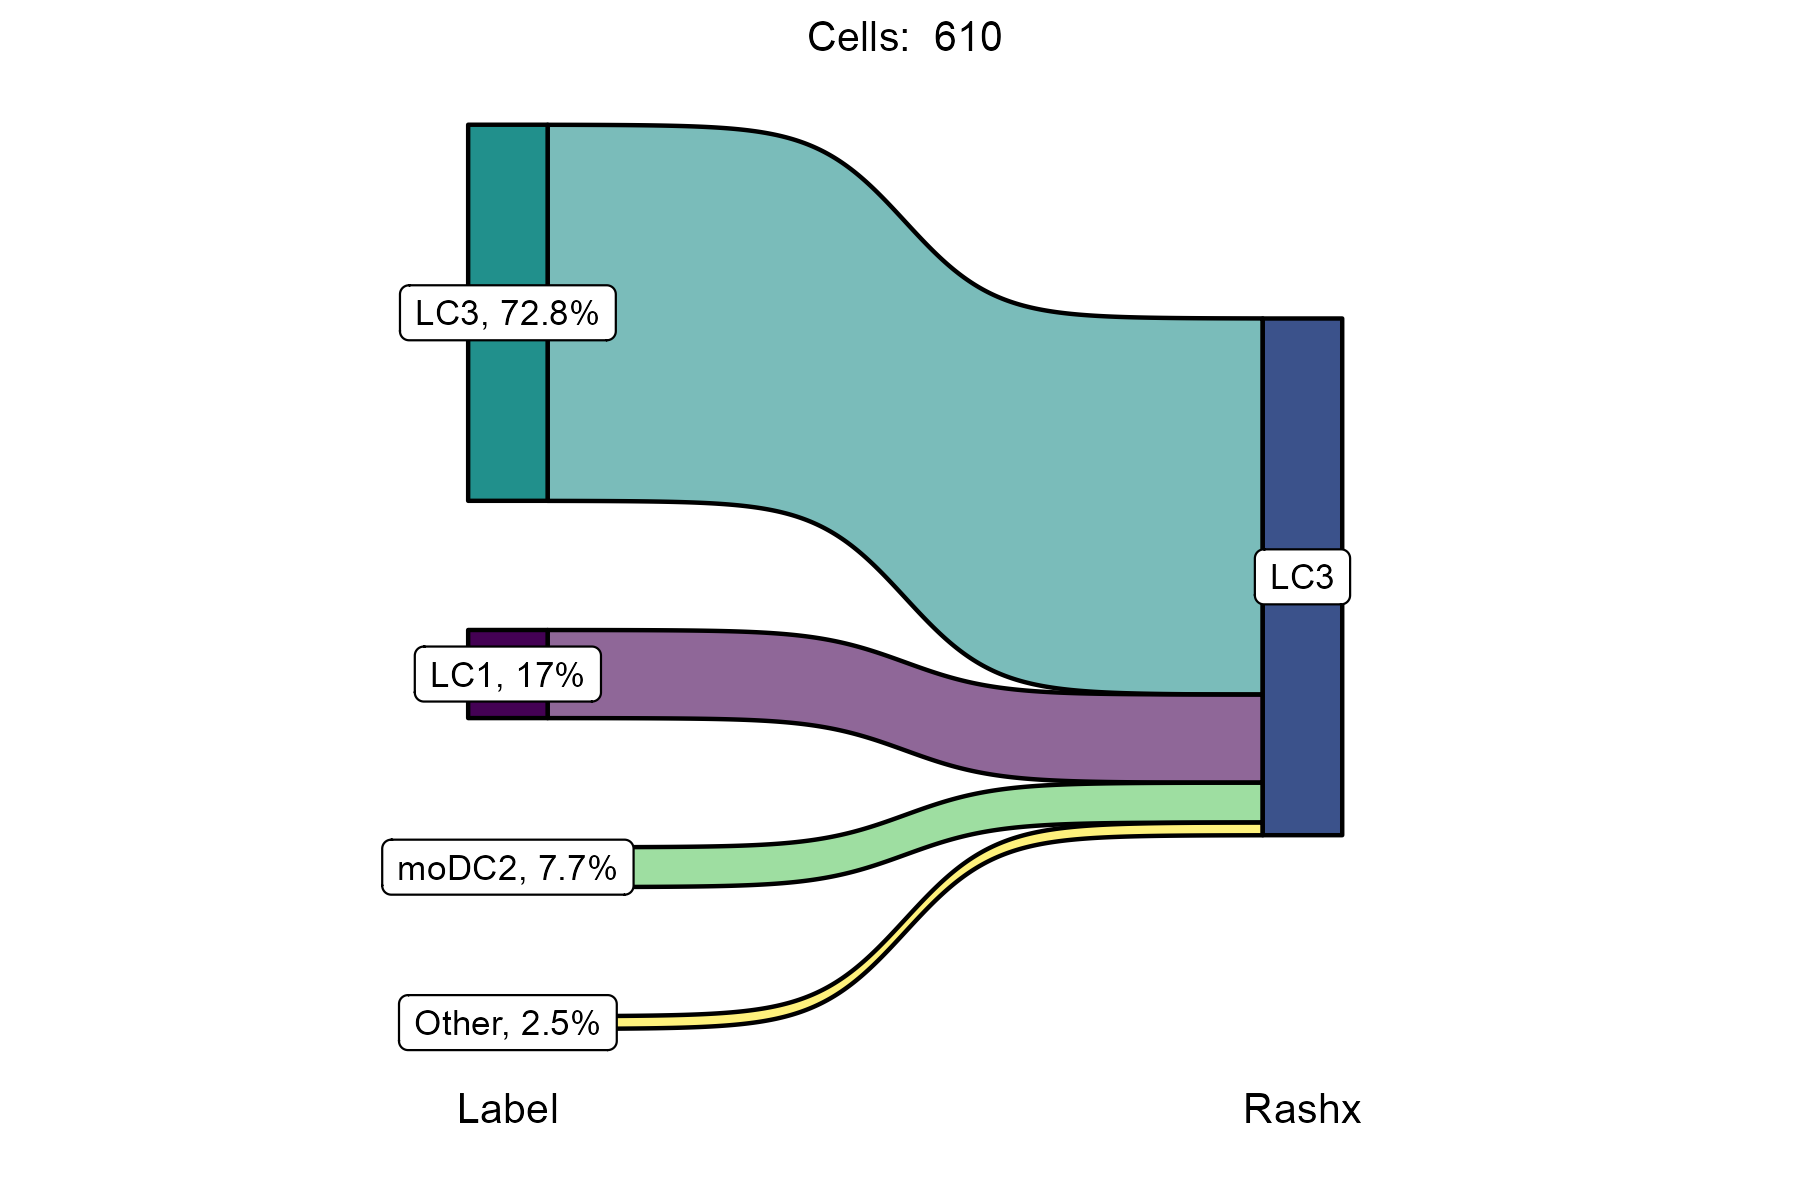 Cells: 610
LC3, 72.8%
LC3
LC1, 17%
moDC2, 7.7%
Other, 2.5%
Label
Rashx